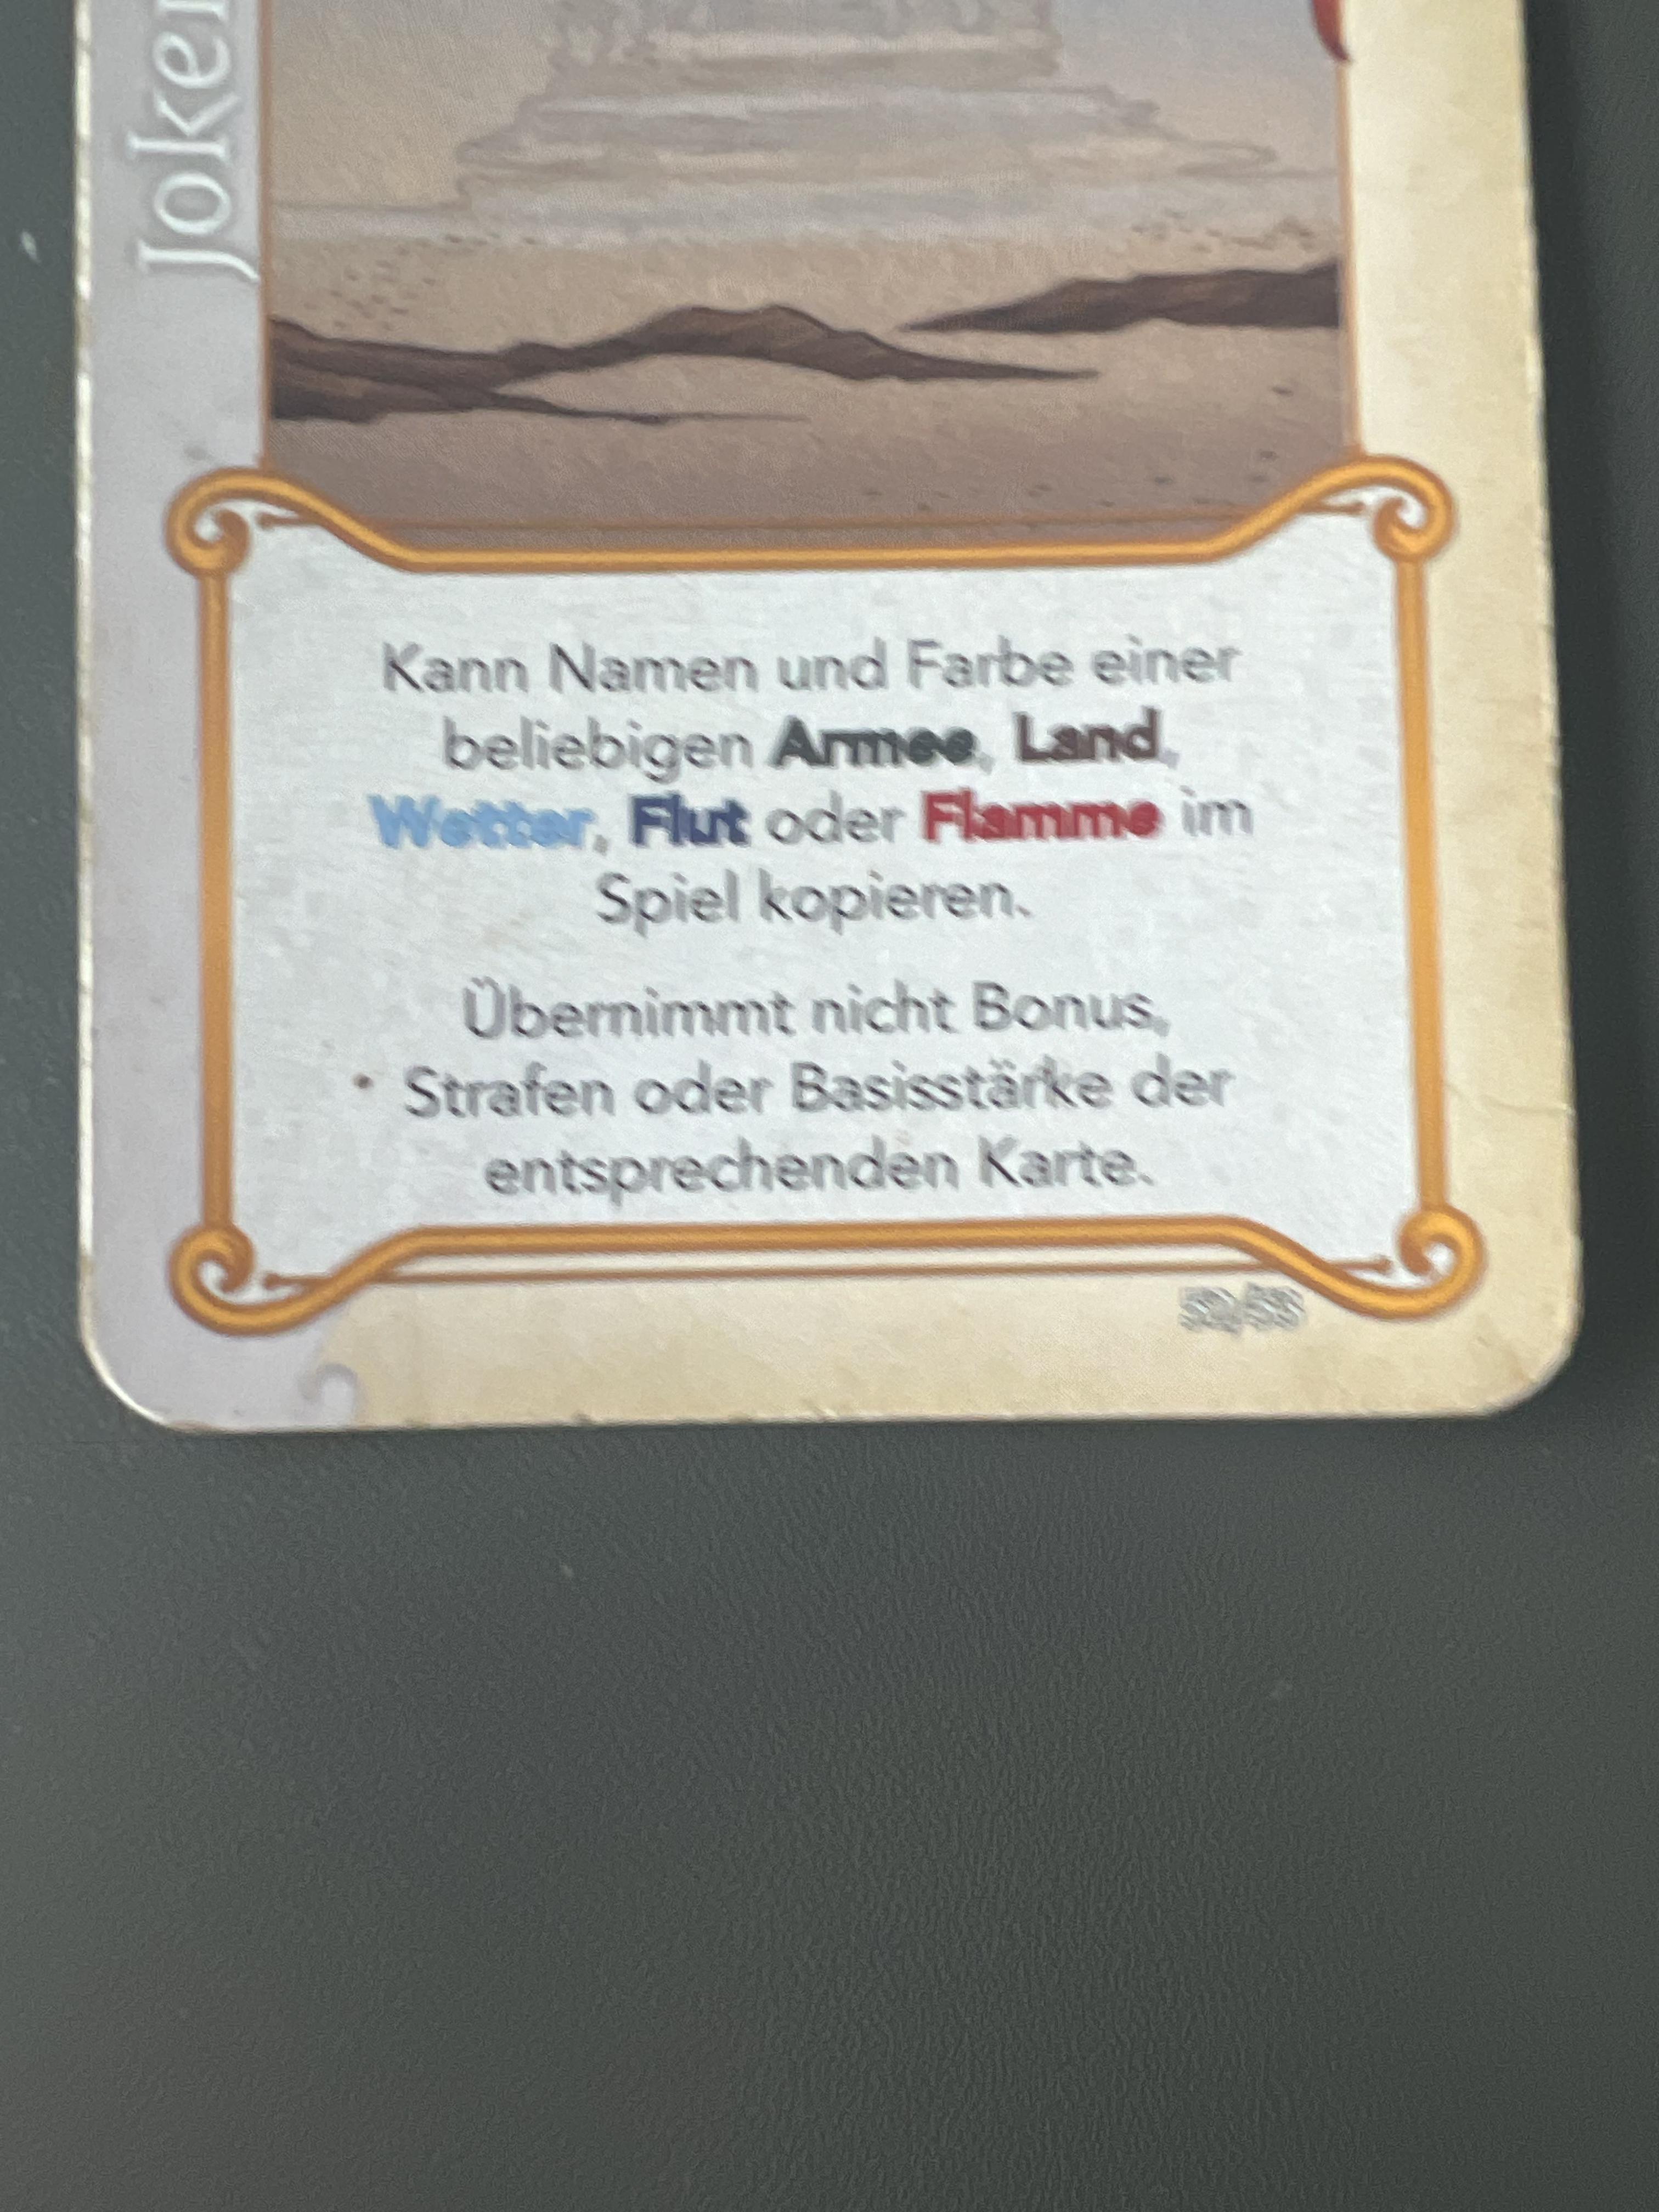 Joker
Kann Namen und Farbe einer
beliebigen Armee, Land,
Wetter, Flut oder Flamme im
Spiel kopieren.
Übernimmt nicht Bonus,
Strafen oder Basisstärke der
entsprechenden Karte.